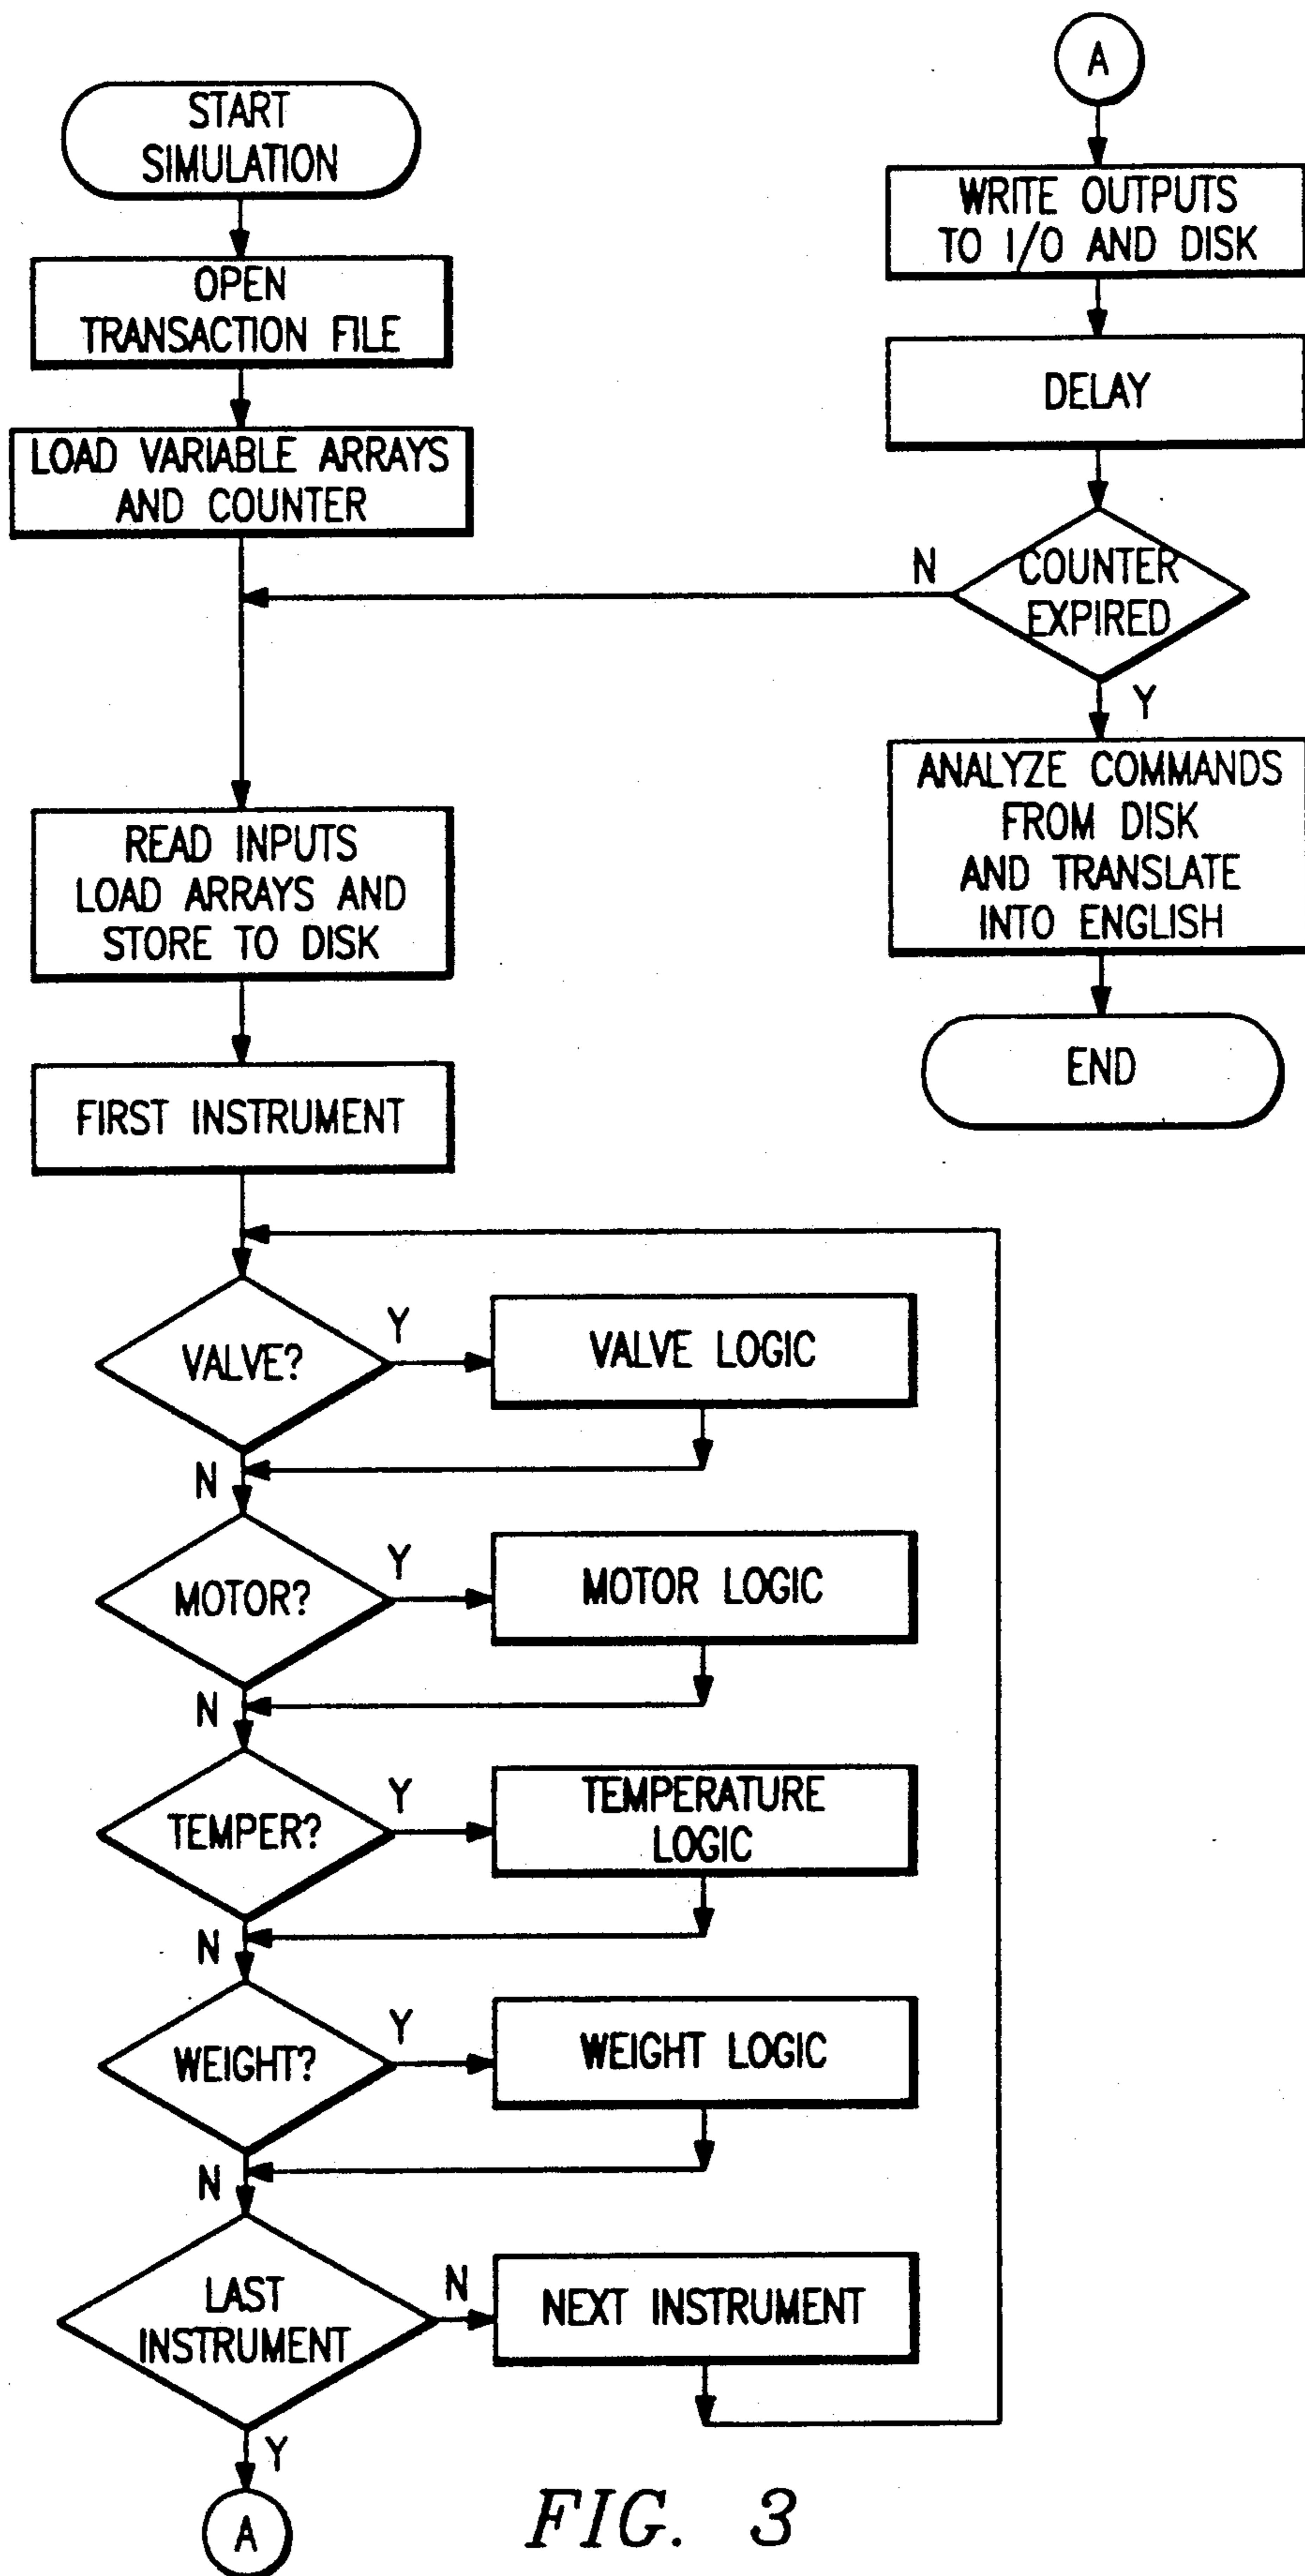 START
SIMULATION
OPEN
TRANSACTION FILE
LOAD VARIABLE ARRAYS
AND COUNTER
READ INPUTS
LOAD ARRAYS AND
STORE TO DISK
FIRST INSTRUMENT
VALVE?
Y
VALVE LOGIC
N
MOTOR?
Y
MOTOR LOGIC
N
TEMPER?
Y
TEMPERATURE
LOGIC
N
WEIGHT?
Y
WEIGHT LOGIC
N
LAST
INSTRUMENT
N
NEXT INSTRUMENT
Y
A
A
WRITE OUTPUTS
TO I/O AND DISK
DELAY
COUNTER
EXPIRED
N
Y
ANALYZE COMMANDS
FROM DISK
AND TRANSLATE
INTO ENGLISH
END
FIG. 3